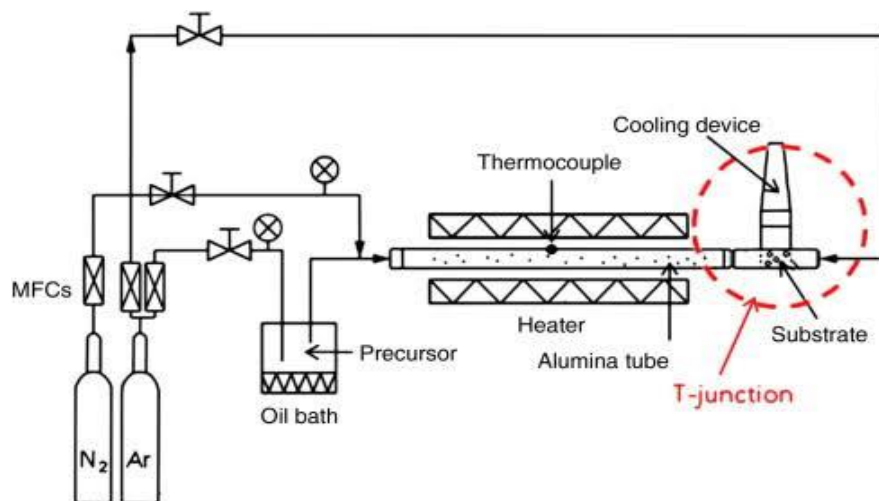 Cooling device
Thermocouple
MFCs
Precursor
Heater
Substrate
Alumina tube
T-junction
Oil bath
N₂
Ar